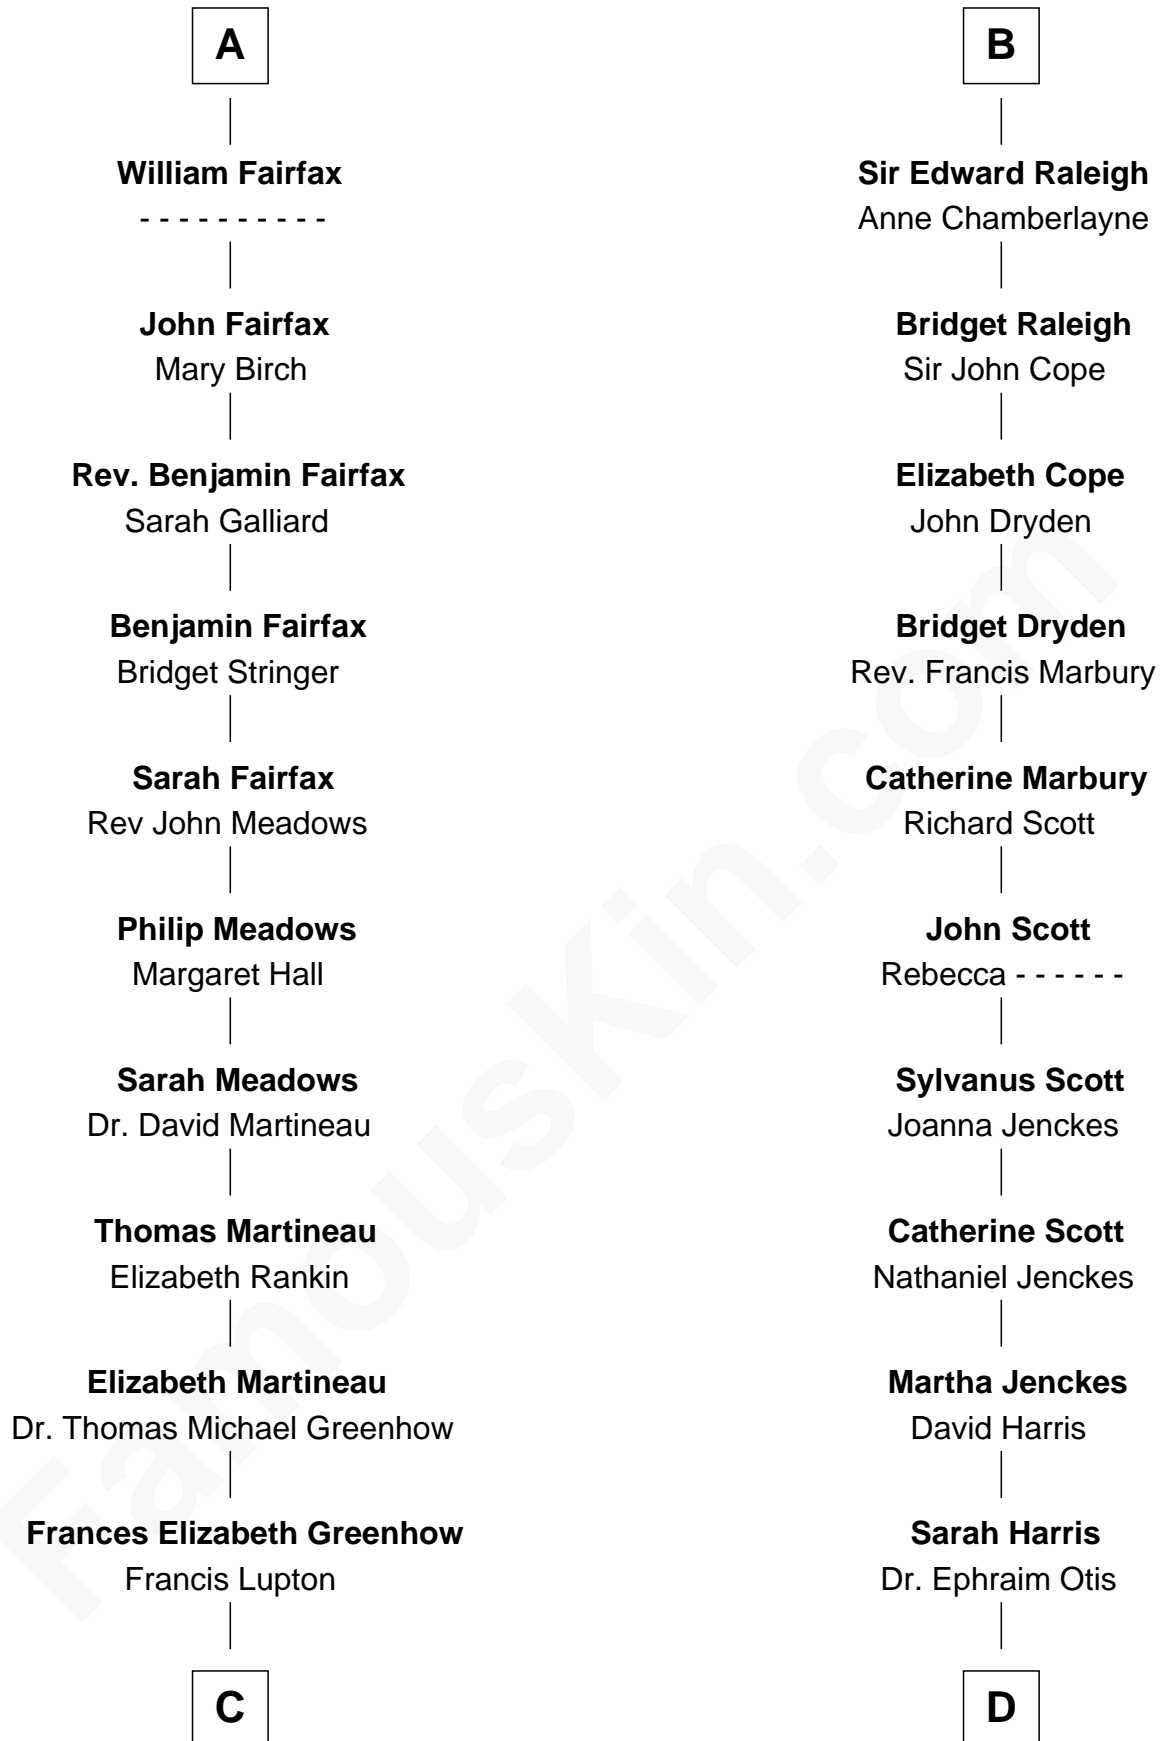 A
William Fairfax
- - - - - - - - - -
John Fairfax
Mary Birch
Rev. Benjamin Fairfax
Sarah Galliard
Benjamin Fairfax
Bridget Stringer
Sarah Fairfax
Rev John Meadows
Philip Meadows
Margaret Hall
Sarah Meadows
Dr. David Martineau
Thomas Martineau
Elizabeth Rankin
Elizabeth Martineau
Dr. Thomas Michael Greenhow
Frances Elizabeth Greenhow
Francis Lupton
C
B
Sir Edward Raleigh
Anne Chamberlayne
Bridget Raleigh
Sir John Cope
Elizabeth Cope
John Dryden
Bridget Dryden
Rev. Francis Marbury
Catherine Marbury
Richard Scott
John Scott
Rebecca - - - - - -
Sylvanus Scott
Joanna Jenckes
Catherine Scott
Nathaniel Jenckes
Martha Jenckes
David Harris
Sarah Harris
Dr. Ephraim Otis
D
FamousKin.com